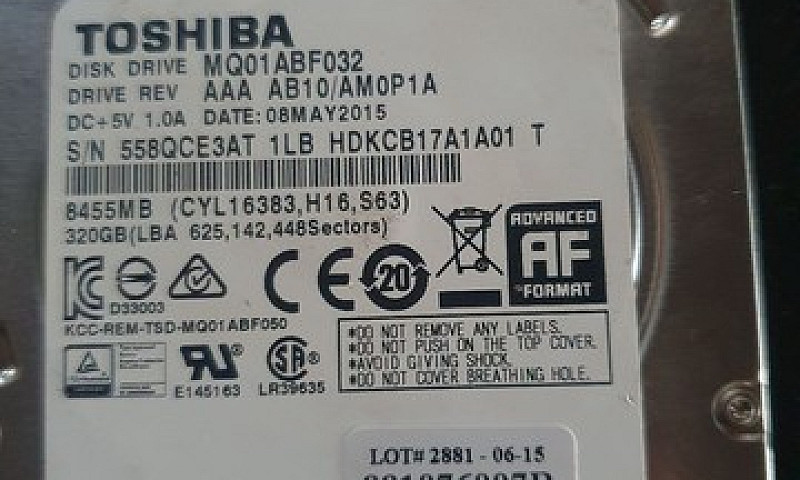 TOSHIBA
DISK DRIVE MQ01ABF032
DRIVE REV AAA AB10/AM0P1A
DC+5V 1.0A DATE: 08MAY2015
S/N 558QCE3AT 1LB HDKCB17A1A01 T
8455MB (CYL16383,H16,S63)
320GB(LBA 625,142,448Sectors)
ADVANCED
AF
FORMAT
20
CE
D33003
KCC-REM-TSD-MQ01ABF050
*DO NOT REMOVE ANY LABELS.
*DO NOT PUSH ON THE TOP COVER.
*AVOID GIVING SHOCK.
*DO NOT COVER BREATHING HOLE.
E145163
LR39635
LOT# 2881 - 06-15